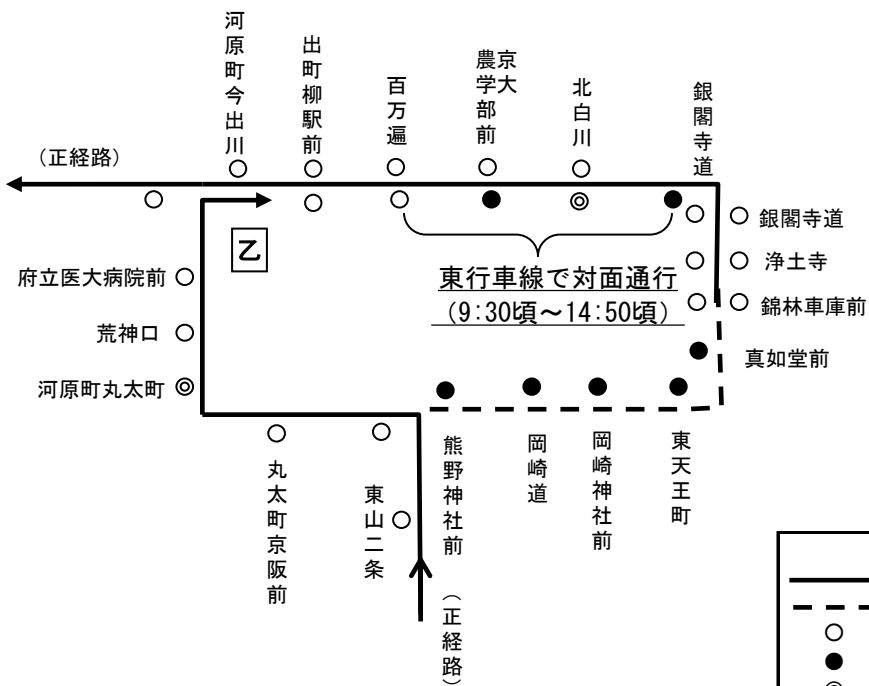 河原町今出川
出町柳駅前
百万遍
京大
農学部前
北白川
銀閣寺道
(正経路)
乙
銀閣寺道
浄土寺
錦林車庫前
真如堂前
府立医大病院前
荒神口
河原町丸太町
東行車線で対面通行
(9:30頃～14:50頃)
丸太町京阪前
東山二条
熊野神社前
岡崎道
岡崎神社前
東天王町
(正経路)